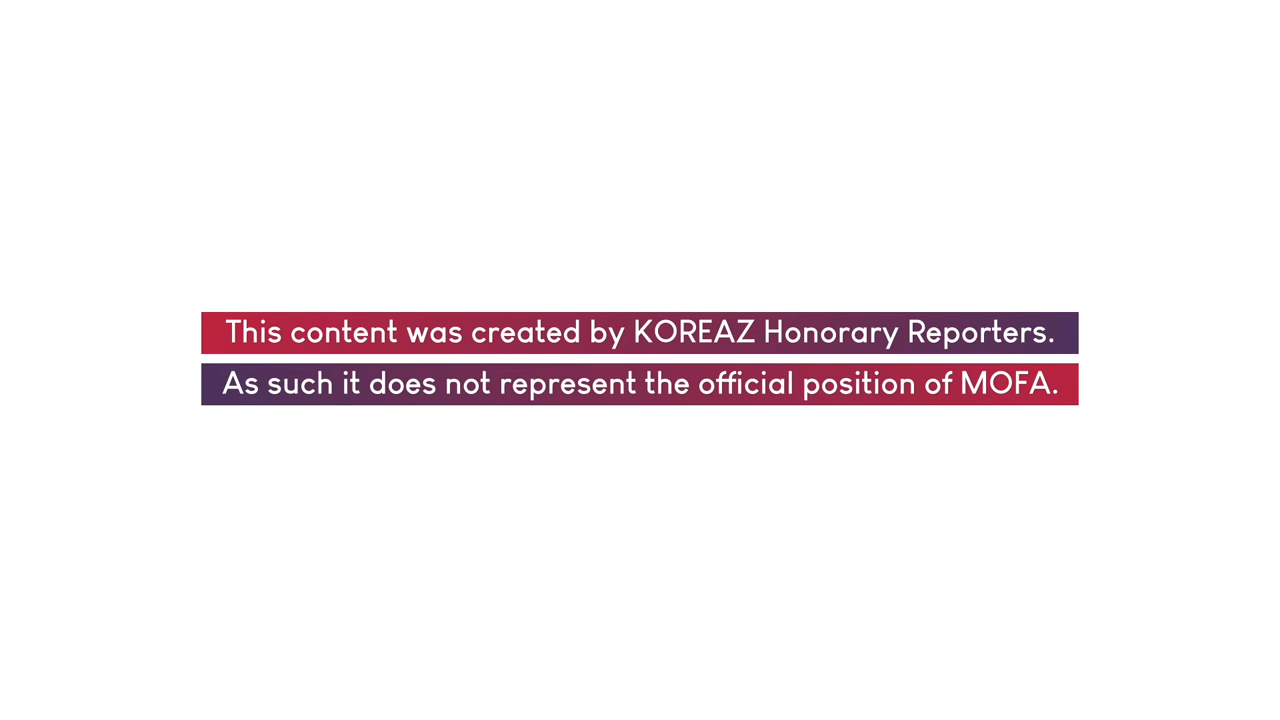 This content was created by KOREAZ Honorary Reporters.
As such it does not represent the official position of MOFA.